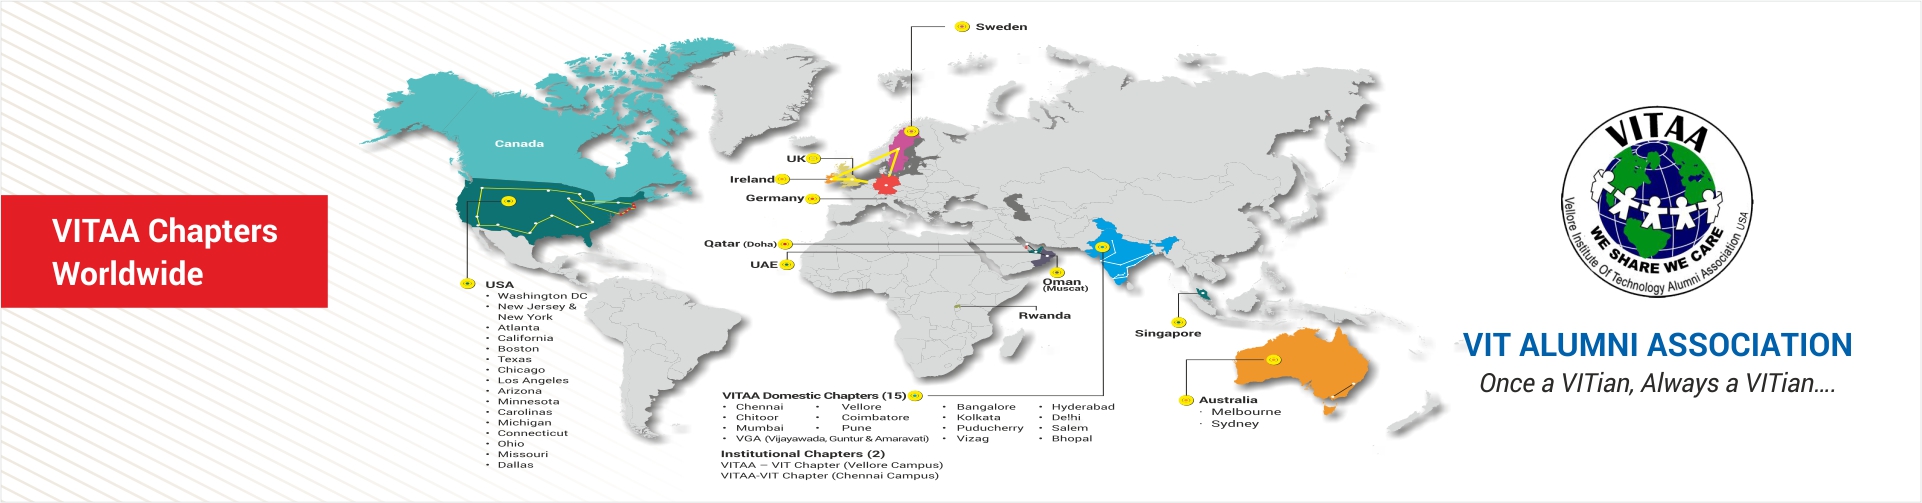 VITAA Chapters
Worldwide
Canada
Sweden
UK
Ireland
Germany
Qatar (Doha)
UAE
Oman
(Muscat)
Rwanda
Singapore
USA
• Washington DC
• New Jersey &
New York
• Atlanta
• California
• Boston
• Texas
• Chicago
• Los Angeles
• Arizona
• Minnesota
• Carolinas
• Michigan
• Connecticut
• Ohio
• Missouri
• Dallas
VITAA Domestic Chapters (15)
• Chennai • Vellore • Bangalore • Hyderabad
• Chitoor • Coimbatore • Kolkata • Delhi
• Mumbai • Pune • Puducherry • Salem
• VGA (Vijayawada, Guntur & Amaravati) • Vizag • Bhopal
Institutional Chapters (2)
VITAA – VIT Chapter (Vellore Campus)
VITAA-VIT Chapter (Chennai Campus)
Australia
· Melbourne
· Sydney
VITAA
WE SHARE WE CARE
Vellore Institute Of Technology Alumni Association USA
VIT ALUMNI ASSOCIATION
Once a VITian, Always a VITian....